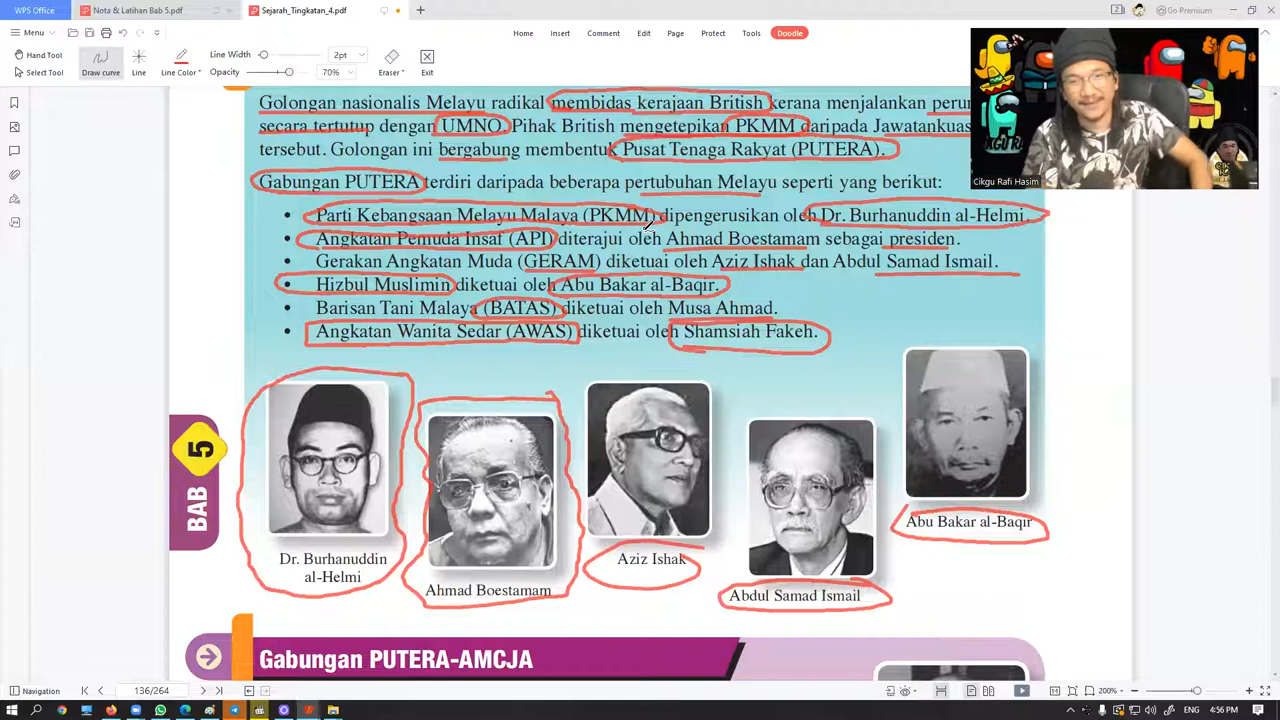 WPS Office
Nota & Latihan Bab 5.pdf
Sejarah_Tingkatan_4.pdf
Go Premium
Menu
Home
Insert
Comment
Edit
Page
Protect
Tools
Doodle
Hand Tool
Select Tool
Draw curve
Line
Line Color
Line Width
2pt
Opacity
70%
Eraser
Exit
Golongan nasionalis Melayu radikal membidas kerajaan British kerana menjalankan
secara tertutup dengan UMNO. Pihak British mengetepikan PKMM daripada
tersebut. Golongan ini bergabung membentuk Pusat Tenaga Rakyat (PUTERA).
Gabungan PUTERA terdiri daripada beberapa pertubuhan Melayu seperti yang berikut:
• Parti Kebangsaan Melayu Malaya (PKMM) dipengerusikan oleh Dr. Burhanuddin al-Helmi.
• Angkatan Pemuda Insaf (API) diterajui oleh Ahmad Boestamam sebagai presiden.
• Gerakan Angkatan Muda (GERAM) diketuai oleh Aziz Ishak dan Abdul Samad Ismail.
• Hizbul Muslimin diketuai oleh Abu Bakar al-Baqir.
• Barisan Tani Malaya (BATAS) diketuai oleh Musa Ahmad.
• Angkatan Wanita Sedar (AWAS) diketuai oleh Shamsiah Fakeh.
Cikgu Rafi Hasim
BAB 5
Dr. Burhanuddin
al-Helmi
Ahmad Boestamam
Aziz Ishak
Abdul Samad Ismail
Abu Bakar al-Baqir
Gabungan PUTERA-AMCJA
Navigation
136/264
200%
ENG
4:56 PM